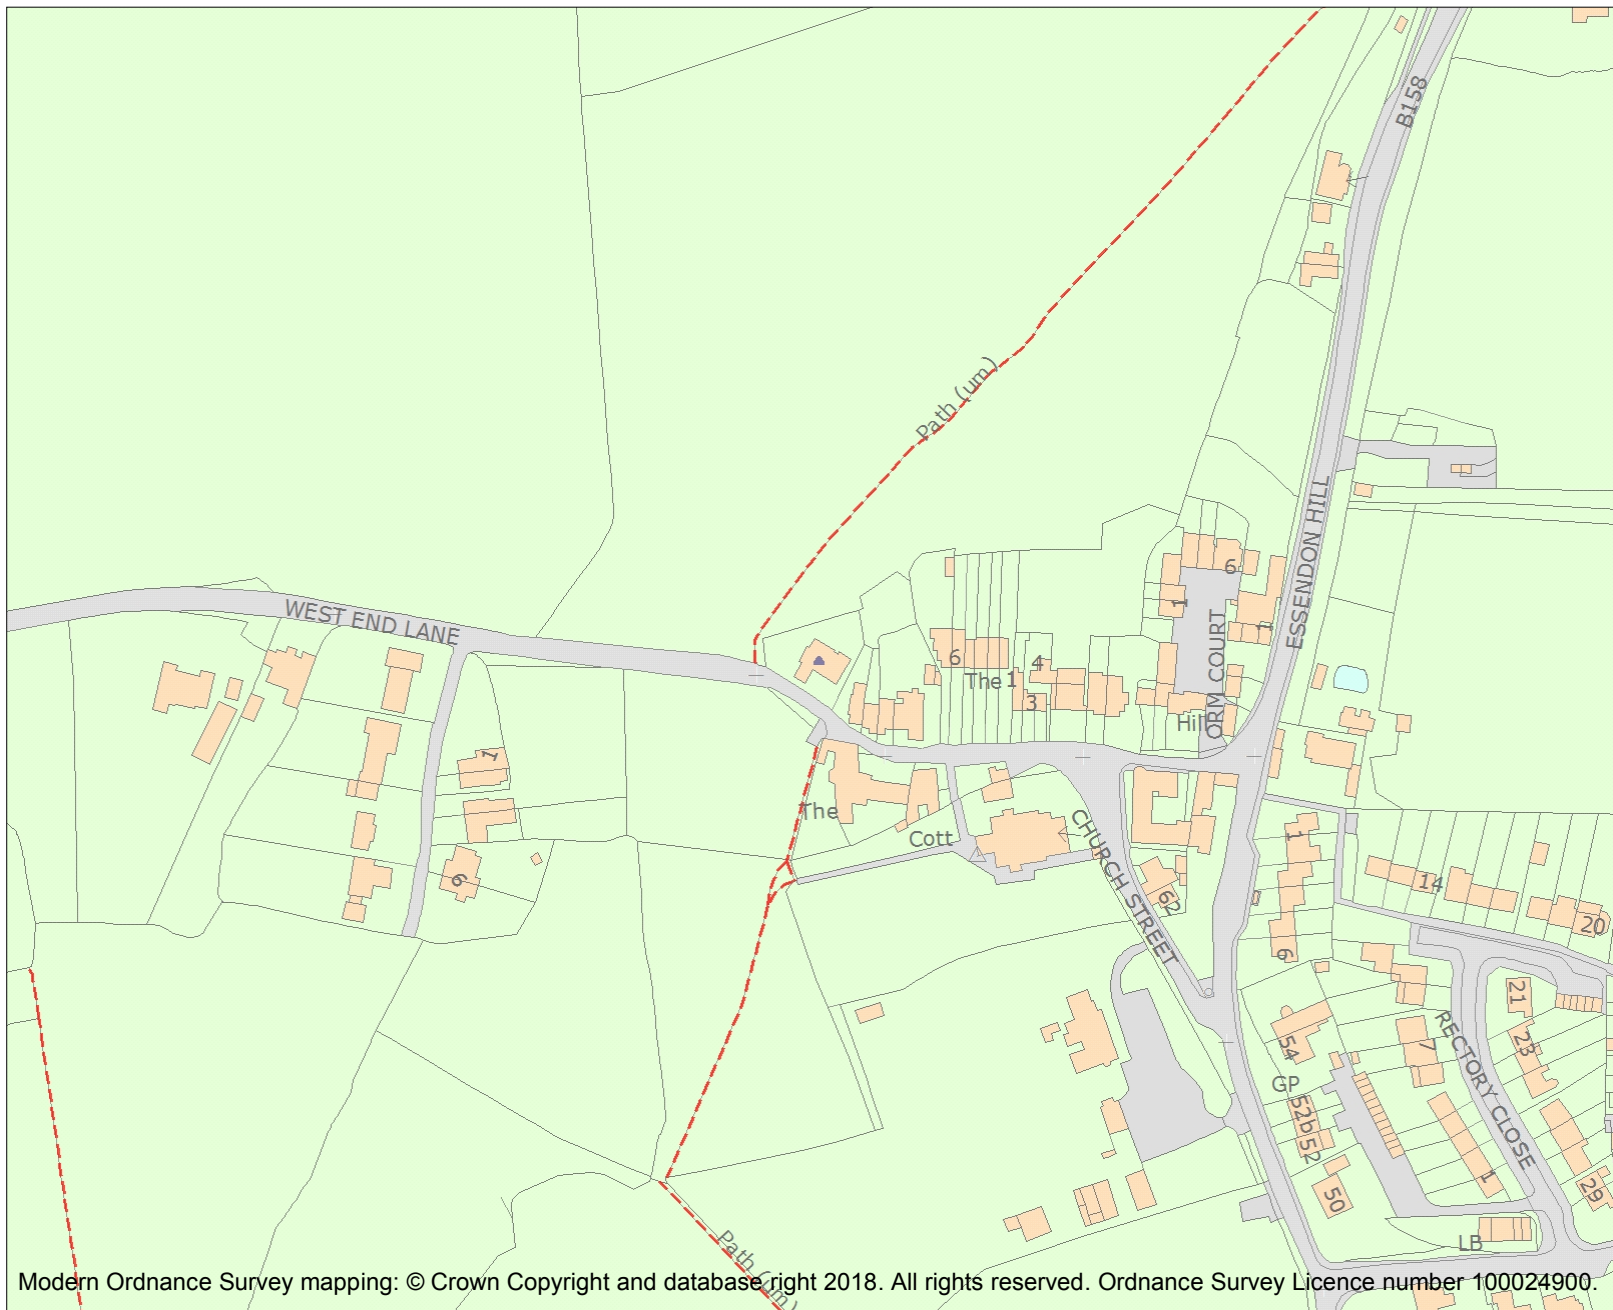 B158
Path (um)
ESSENDON HILL
WEST END LANE
6
1
1
ORM COURT
6
4
The 1
3
Hill
1
The
Cott
CHURCH STREET
1
14
6
62
20
6
21
54
7
23
RECTORY CLOSE
GP
52b
52
1
29
50
LB
Path (um)
Modern Ordnance Survey mapping: © Crown Copyright and database right 2018. All rights reserved. Ordnance Survey Licence number 100024900.